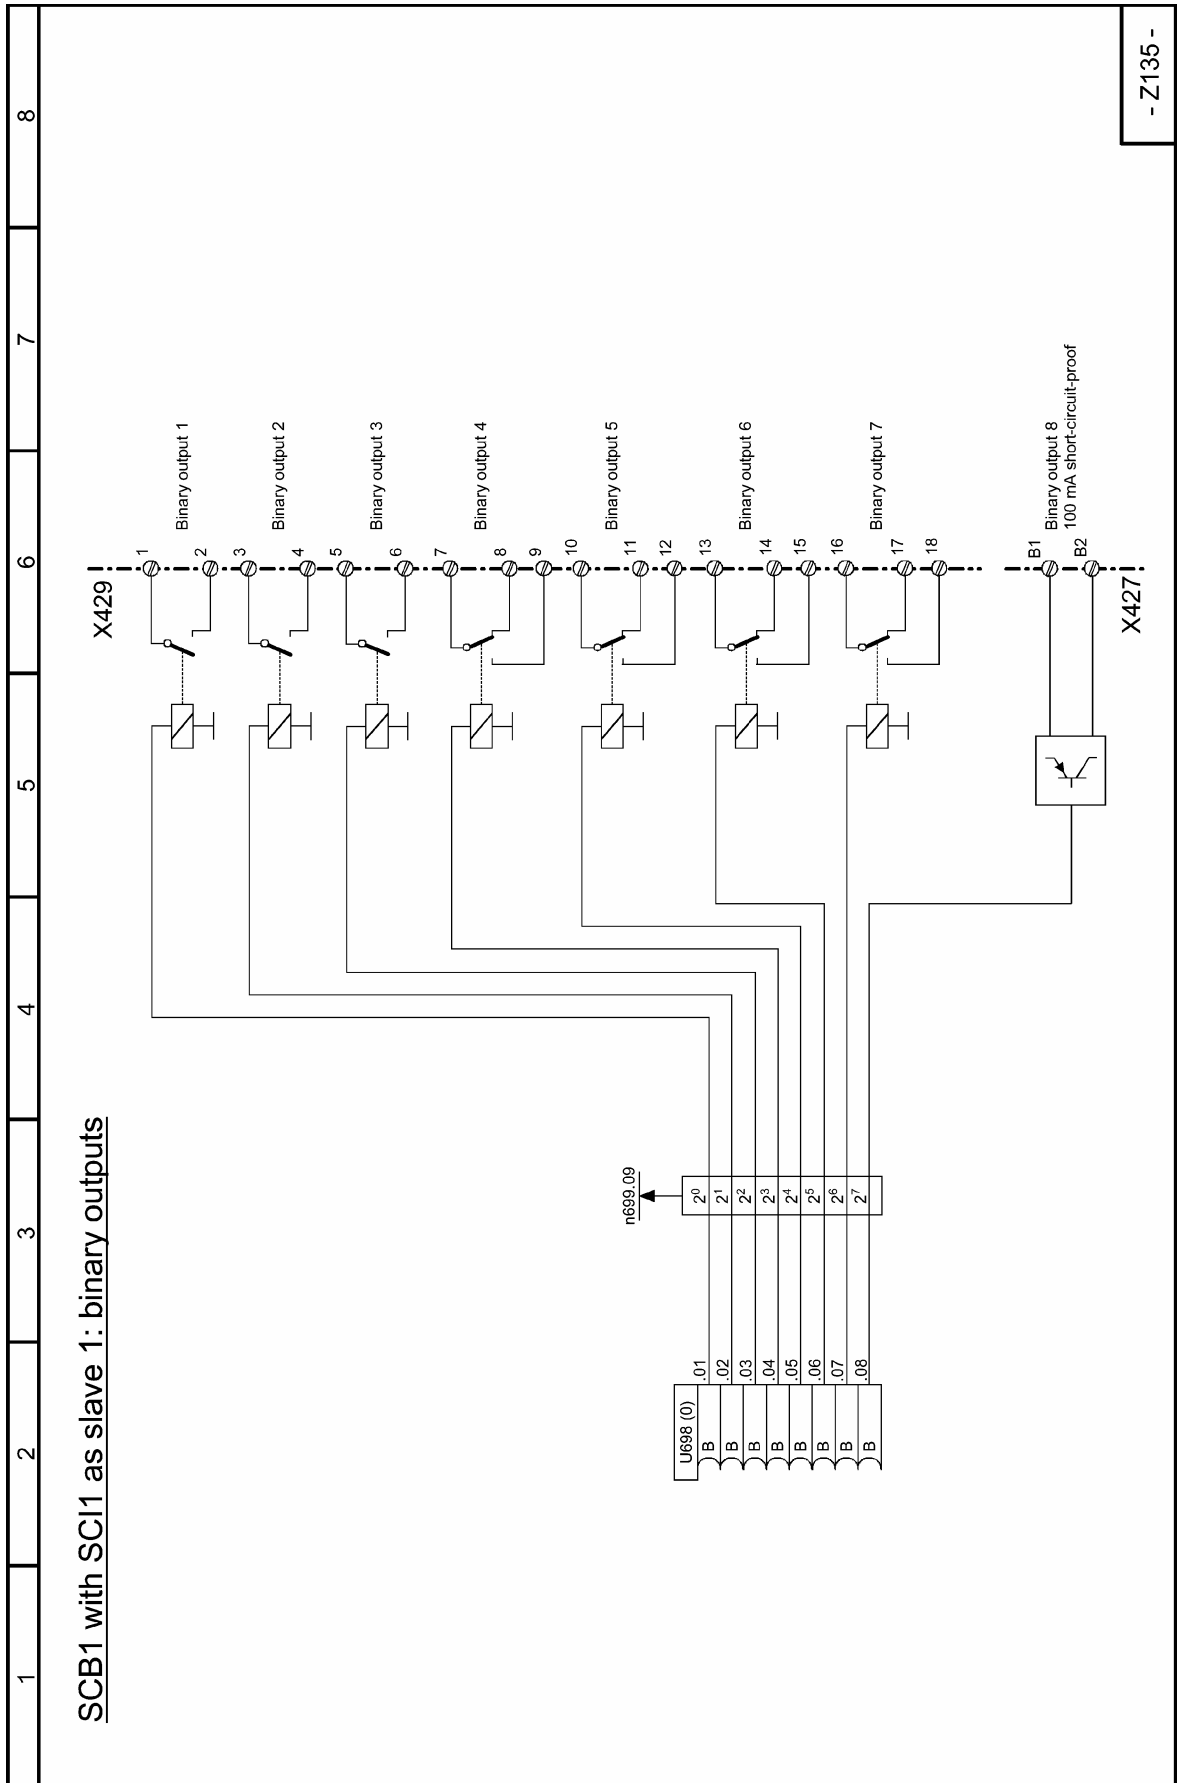 SCB1 with SCI1 as slave 1: binary outputs
X429
1
Binary output 1
2
3
Binary output 2
4
5
Binary output 3
6
7
Binary output 4
8
9
10
Binary output 5
11
12
13
Binary output 6
14
15
16
Binary output 7
17
18
B1
Binary output 8
100 mA short-circuit-proof
B2
X427
n699.09
2⁰
2¹
2²
2³
2⁴
2⁵
2⁶
2⁷
U698 (0)
B .01
B .02
B .03
B .04
B .05
B .06
B .07
B .08
1 2 3 4 5 6 7 8
- Z135 -